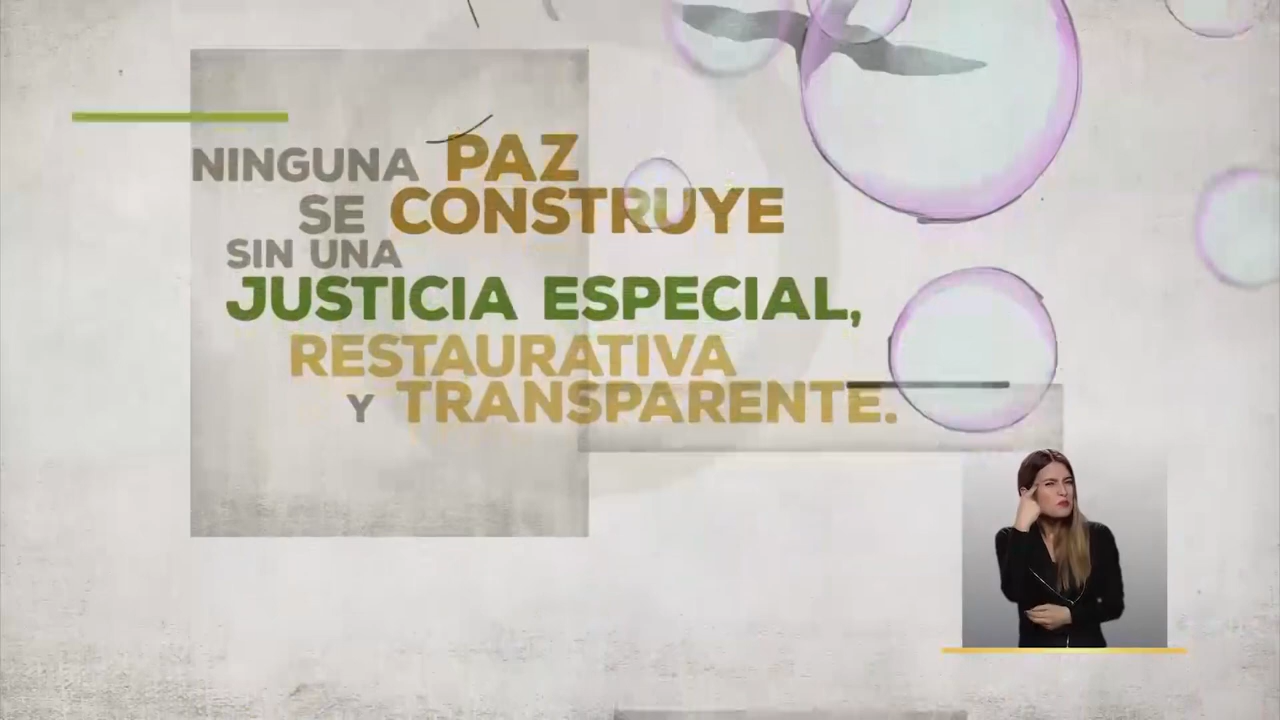 NINGUNA PAZ
SE CONSTRUYE
SIN UNA
JUSTICIA ESPECIAL,
RESTAURATIVA
Y TRANSPARENTE.